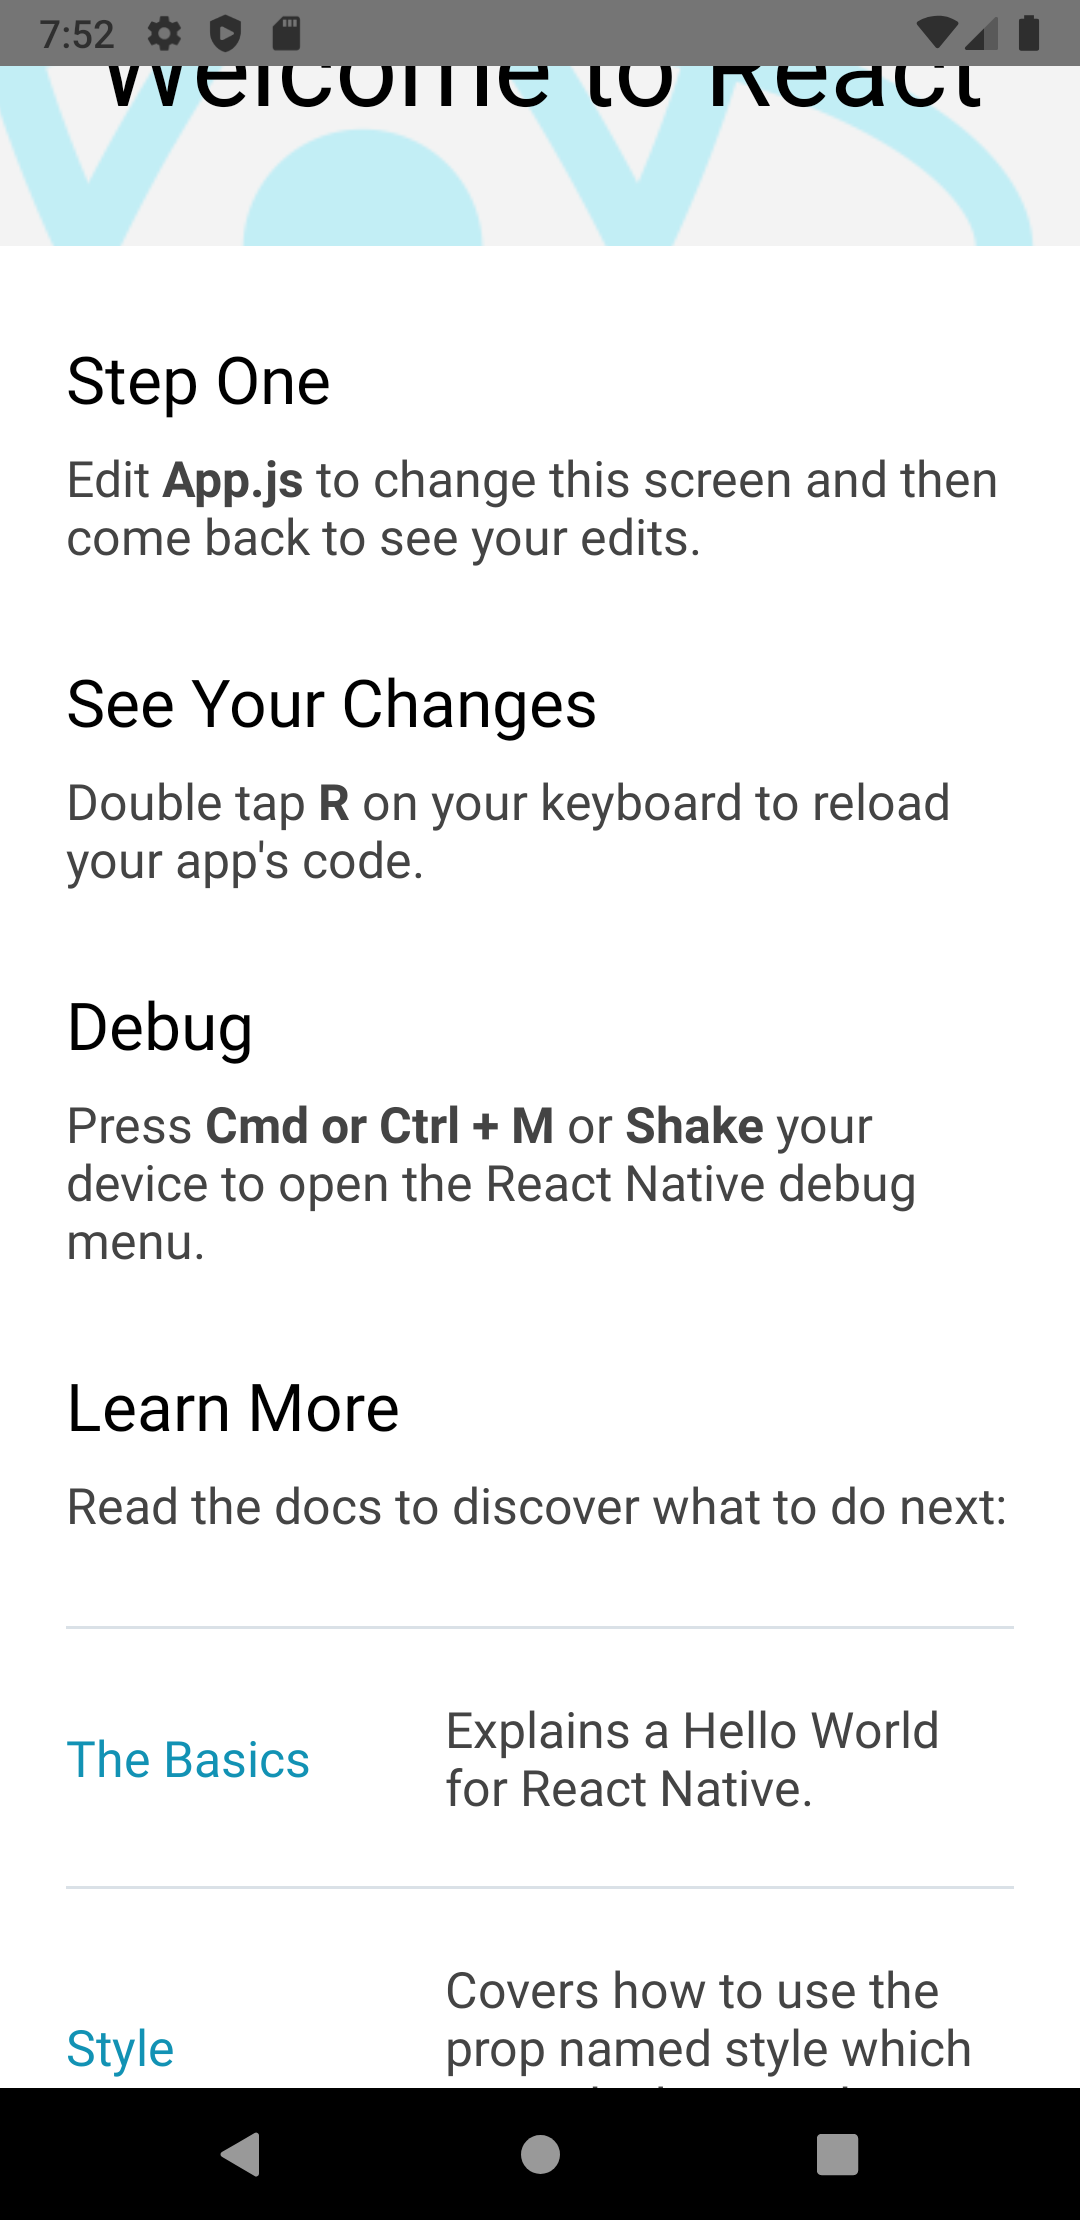 7:52
Welcome to React
Step One
Edit App.js to change this screen and then
come back to see your edits.
See Your Changes
Double tap R on your keyboard to reload
your app's code.
Debug
Press Cmd or Ctrl + M or Shake your
device to open the React Native debug
menu.
Learn More
Read the docs to discover what to do next:
The Basics
Explains a Hello World
for React Native.
Style
Covers how to use the
prop named style which